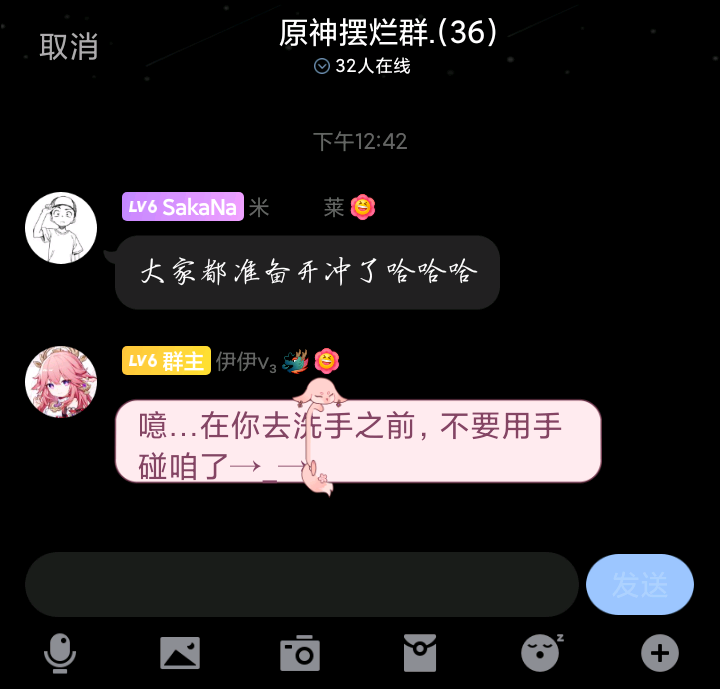 取消
原神摆烂群.(36)
32人在线
下午12:42
LV6 SakaNa 米 莱
大家都准备开冲了哈哈哈
LV6 群主 伊伊v₃
噫…在你去洗手之前，不要用手
碰咱了→_→
发送
z